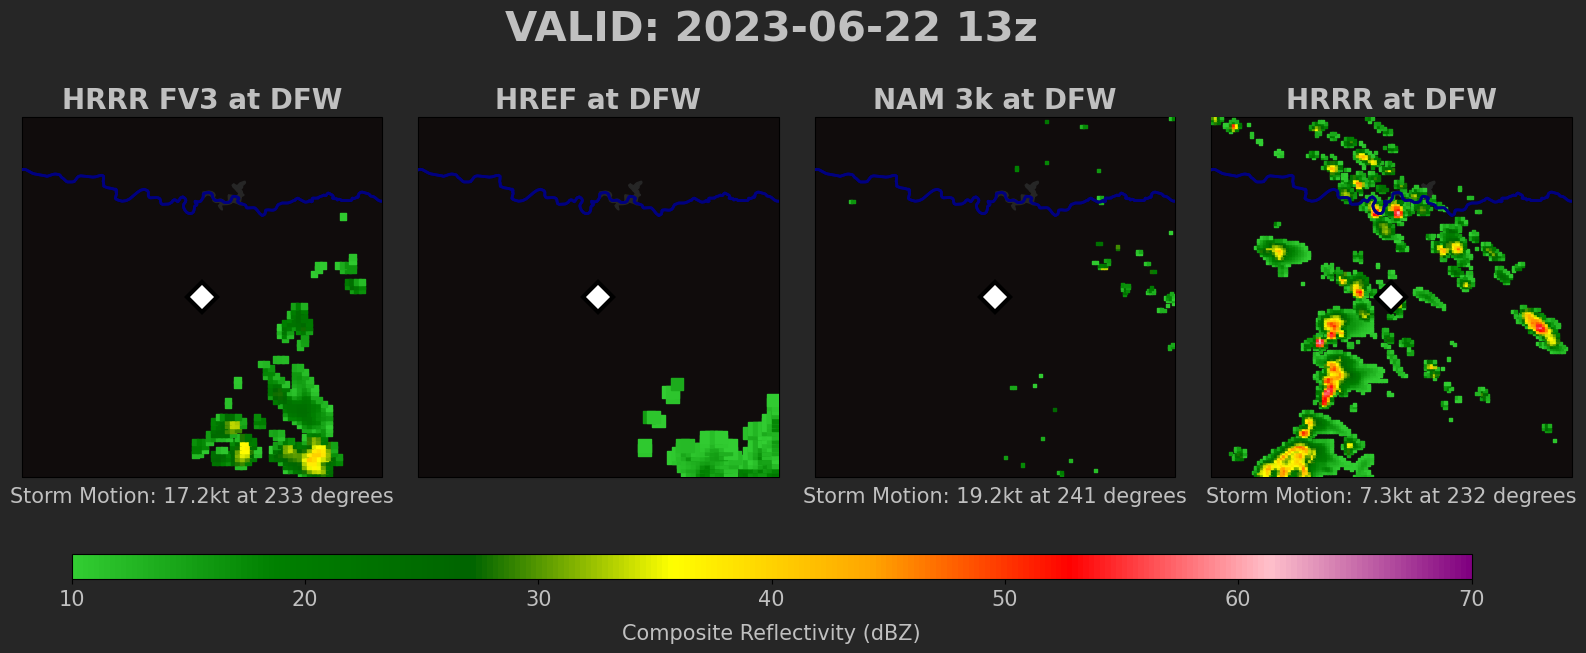 VALID: 2023-06-22 13z
HRRR FV3 at DFW
HREF at DFW
NAM 3k at DFW
HRRR at DFW
Storm Motion: 17.2kt at 233 degrees
Storm Motion: 19.2kt at 241 degrees
Storm Motion: 7.3kt at 232 degrees
10 20 30 40 50 60 70
Composite Reflectivity (dBZ)